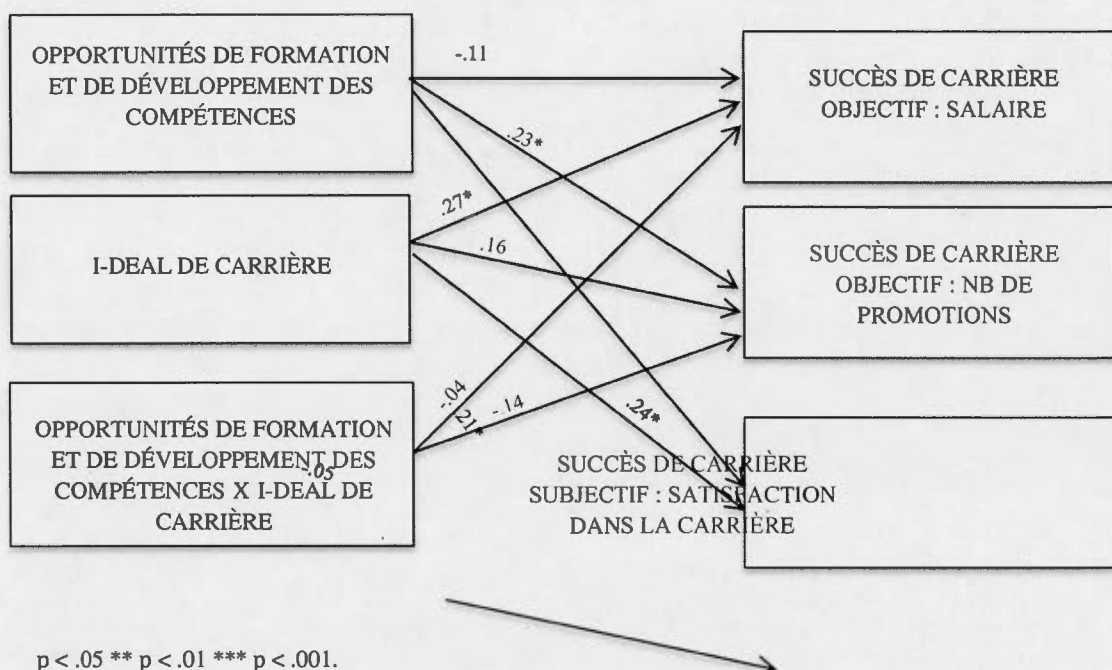 OPPORTUNITÉS DE FORMATION
ET DE DÉVELOPPEMENT DES
COMPÉTENCES
-.11
SUCCÈS DE CARRIÈRE
OBJECTIF : SALAIRE
.23*
.27*
I-DEAL DE CARRIÈRE
.16
SUCCÈS DE CARRIÈRE
OBJECTIF : NB DE
PROMOTIONS
-.04
.21*
-.14
.24*
OPPORTUNITÉS DE FORMATION
ET DE DÉVELOPPEMENT DES
-.05
COMPÉTENCES X I-DEAL DE
CARRIÈRE
SUCCÈS DE CARRIÈRE
SUBJECTIF : SATISFACTION
DANS LA CARRIÈRE
p < .05 ** p < .01 *** p < .001.